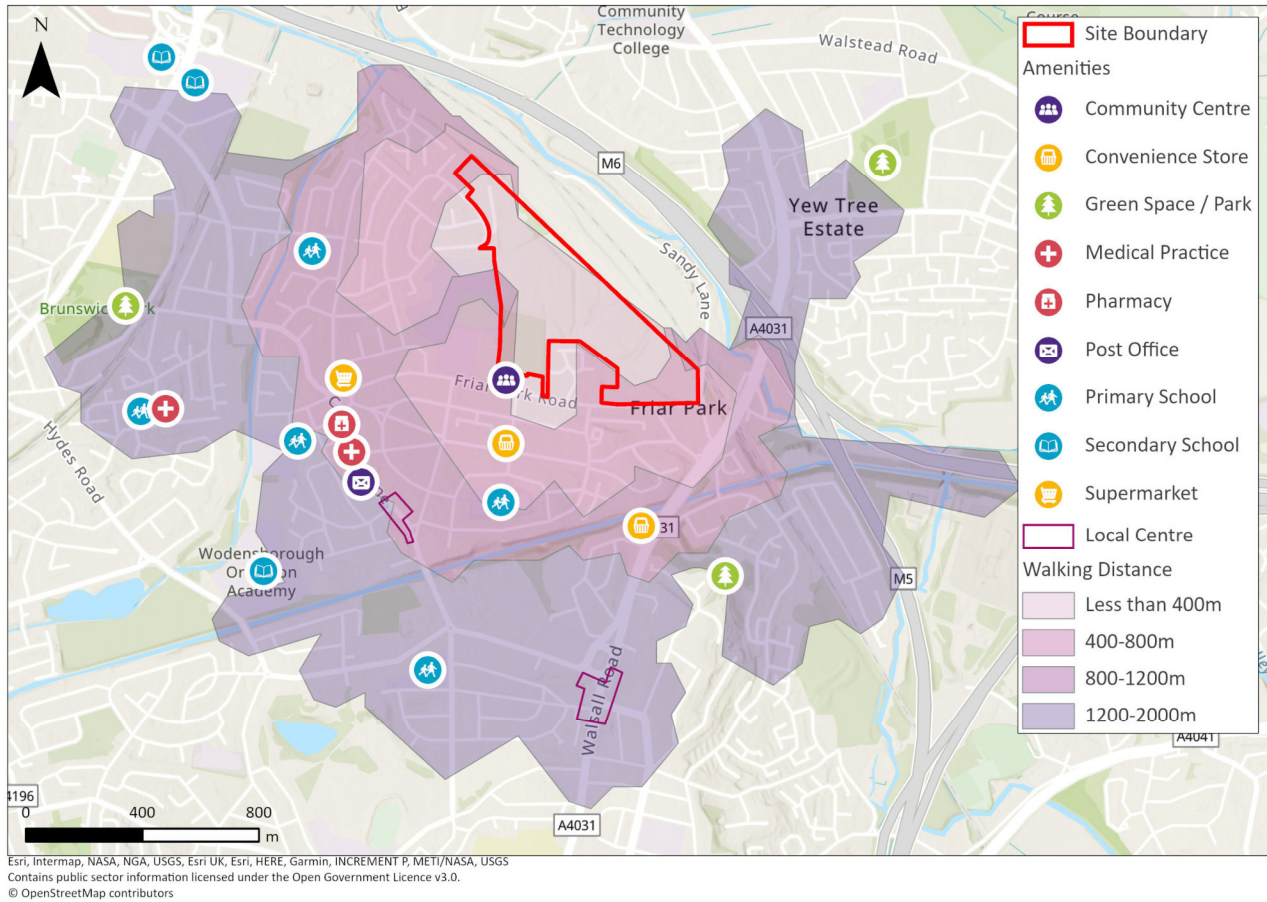 N
Community
Technology
College
Walstead Road
M6
Yew Tree
Estate
Sandy Lane
A4031
Brunswick Park
Friar Park Road
Friar Park
Hydes Road
31
Wodensborough
Academy
M5
Walsall Road
A4031
A4041
4196
0 400 800
m
Site Boundary
Amenities
Community Centre
Convenience Store
Green Space / Park
Medical Practice
Pharmacy
Post Office
Primary School
Secondary School
Supermarket
Local Centre
Walking Distance
Less than 400m
400-800m
800-1200m
1200-2000m
Esri, Intermap, NASA, NGA, USGS, Esri UK, Esri, HERE, Garmin, INCREMENT P, METI/NASA, USGS
Contains public sector information licensed under the Open Government Licence v3.0.
© OpenStreetMap contributors